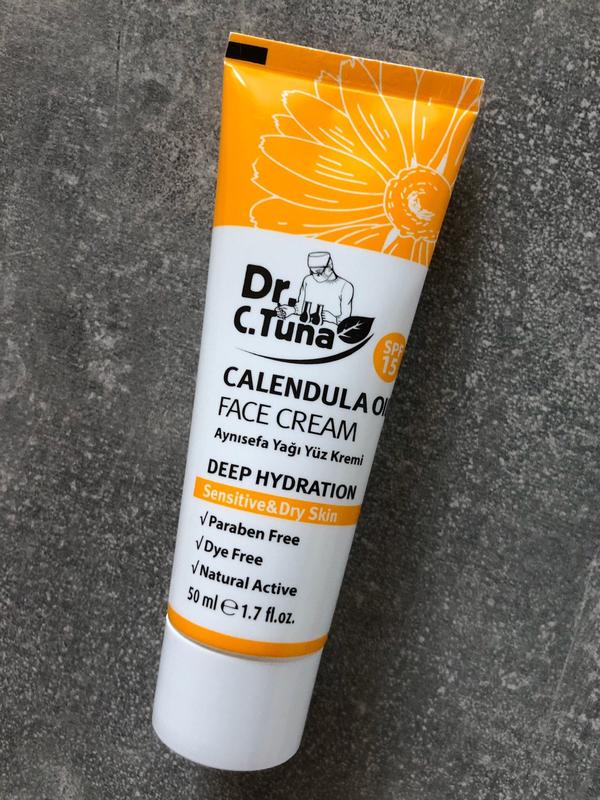 Dr.
C.Tuna
SPF
15
CALENDULA OI
FACE CREAM
Aynısefa Yağı Yüz Kremi
DEEP HYDRATION
Sensitive&Dry Skin
√Paraben Free
√Dye Free
√Natural Active
50 ml ℮ 1.7 fl.oz.